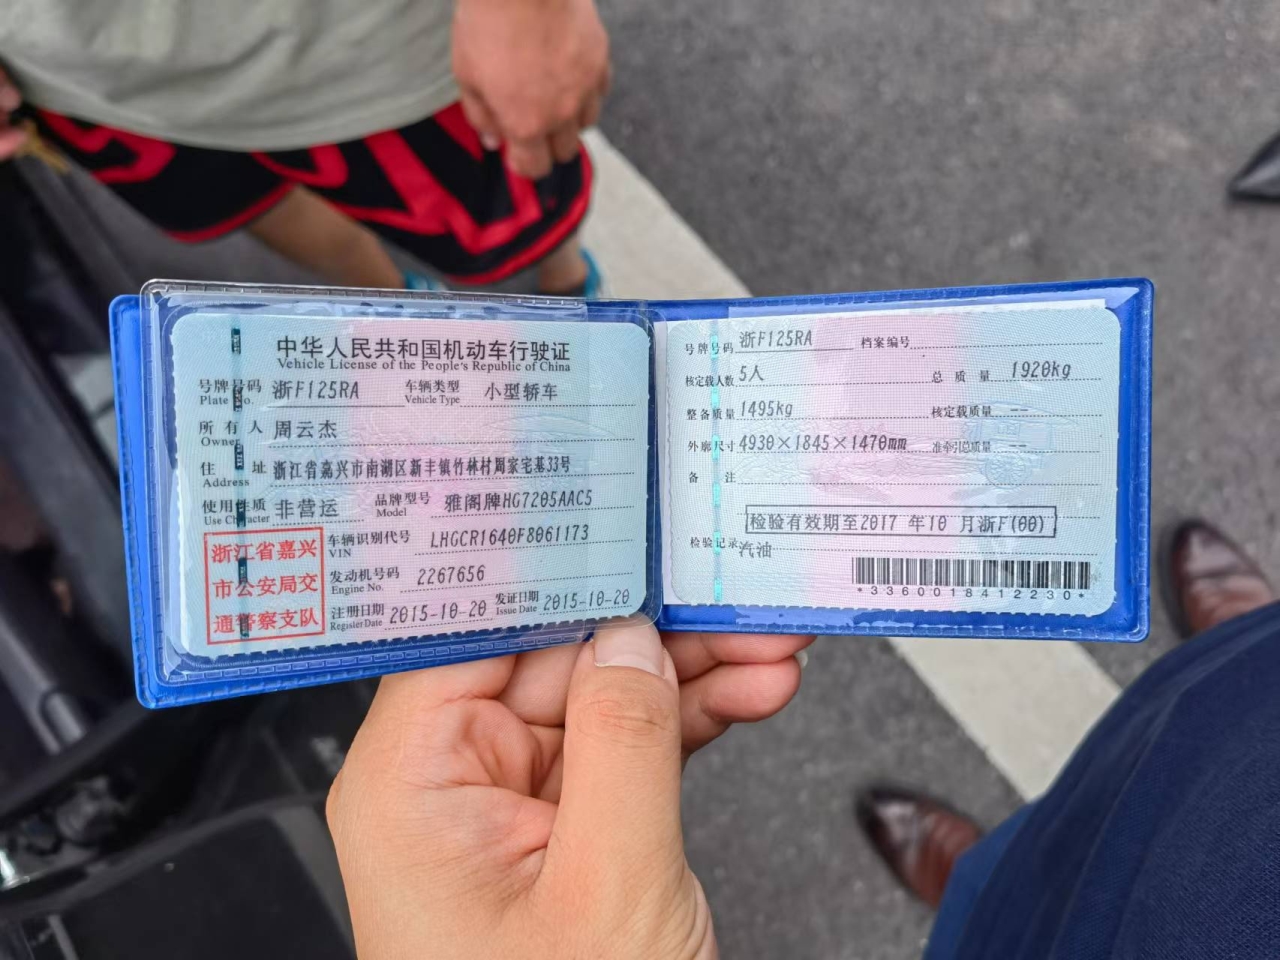 中华人民共和国机动车行驶证
Vehicle License of the People's Republic of China
号牌号码 浙F125RA 车辆类型 小型轿车
Plate No. Vehicle Type
所有人 周云杰
Owner
住址 浙江省嘉兴市南湖区新丰镇竹林村周家宅基33号
Address
使用性质 非营运 品牌型号 雅阁牌HG7205AAC5
Use Character Model
浙江省嘉兴
市公安局交
通警察支队
车辆识别代号 LHGCR1640F8061173
VIN
发动机号码 2267656
Engine No.
注册日期 2015-10-20 发证日期 2015-10-20
Register Date Issue Date
号牌号码 浙F125RA 档案编号
核定载人数 5人 总质量 1920kg
整备质量 1495kg 核定载质量 --
外廓尺寸 4930×1845×1470mm 准牵引总质量 --
备注
检验有效期至2017 年10 月浙F(00)
检验记录 汽油
*3360018412230*